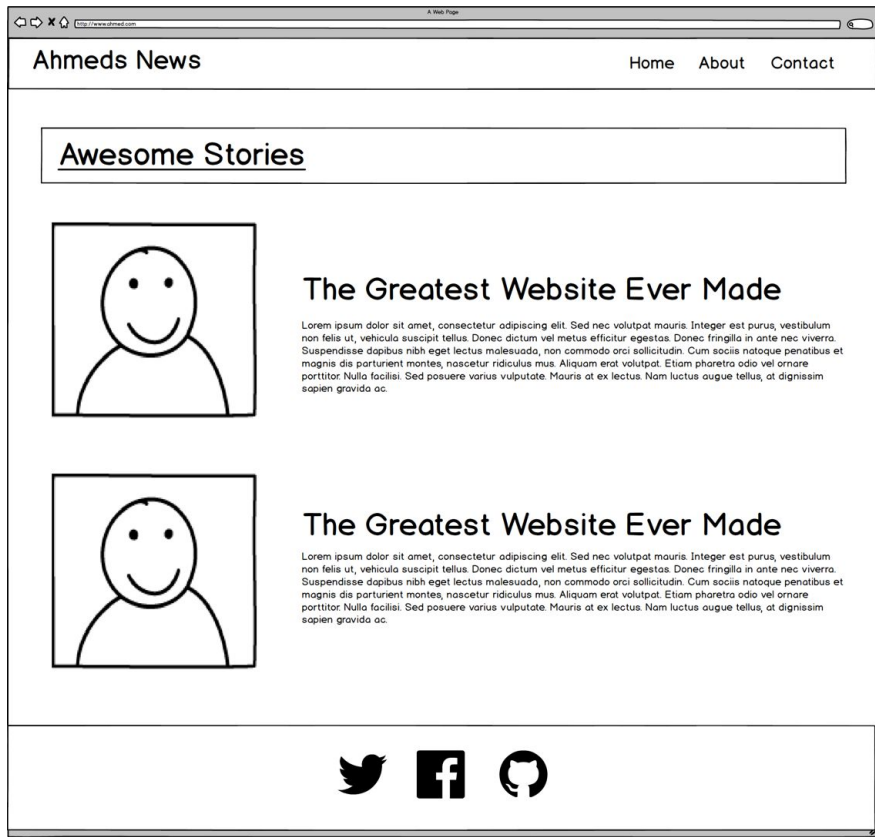 A Web Page
http://www.ahmed.com
Ahmeds News
Home About Contact
Awesome Stories
The Greatest Website Ever Made
Lorem ipsum dolor sit amet, consectetur adipiscing elit. Sed nec volutpat mauris. Integer est purus, vestibulum
non felis ut, vehicula suscipit tellus. Donec dictum vel metus efficitur egestas. Donec fringilla in ante nec viverra.
Suspendisse dapibus nibh eget lectus malesuada, non commodo orci sollicitudin. Cum sociis natoque penatibus et
magnis dis parturient montes, nascetur ridiculus mus. Aliquam erat volutpat. Etiam pharetra odio vel ornare
porttitor. Nulla facilisi. Sed posuere varius vulputate. Mauris at ex lectus. Nam luctus augue tellus, at dignissim
sapien gravida ac.
The Greatest Website Ever Made
Lorem ipsum dolor sit amet, consectetur adipiscing elit. Sed nec volutpat mauris. Integer est purus, vestibulum
non felis ut, vehicula suscipit tellus. Donec dictum vel metus efficitur egestas. Donec fringilla in ante nec viverra.
Suspendisse dapibus nibh eget lectus malesuada, non commodo orci sollicitudin. Cum sociis natoque penatibus et
magnis dis parturient montes, nascetur ridiculus mus. Aliquam erat volutpat. Etiam pharetra odio vel ornare
porttitor. Nulla facilisi. Sed posuere varius vulputate. Mauris at ex lectus. Nam luctus augue tellus, at dignissim
sapien gravida ac.